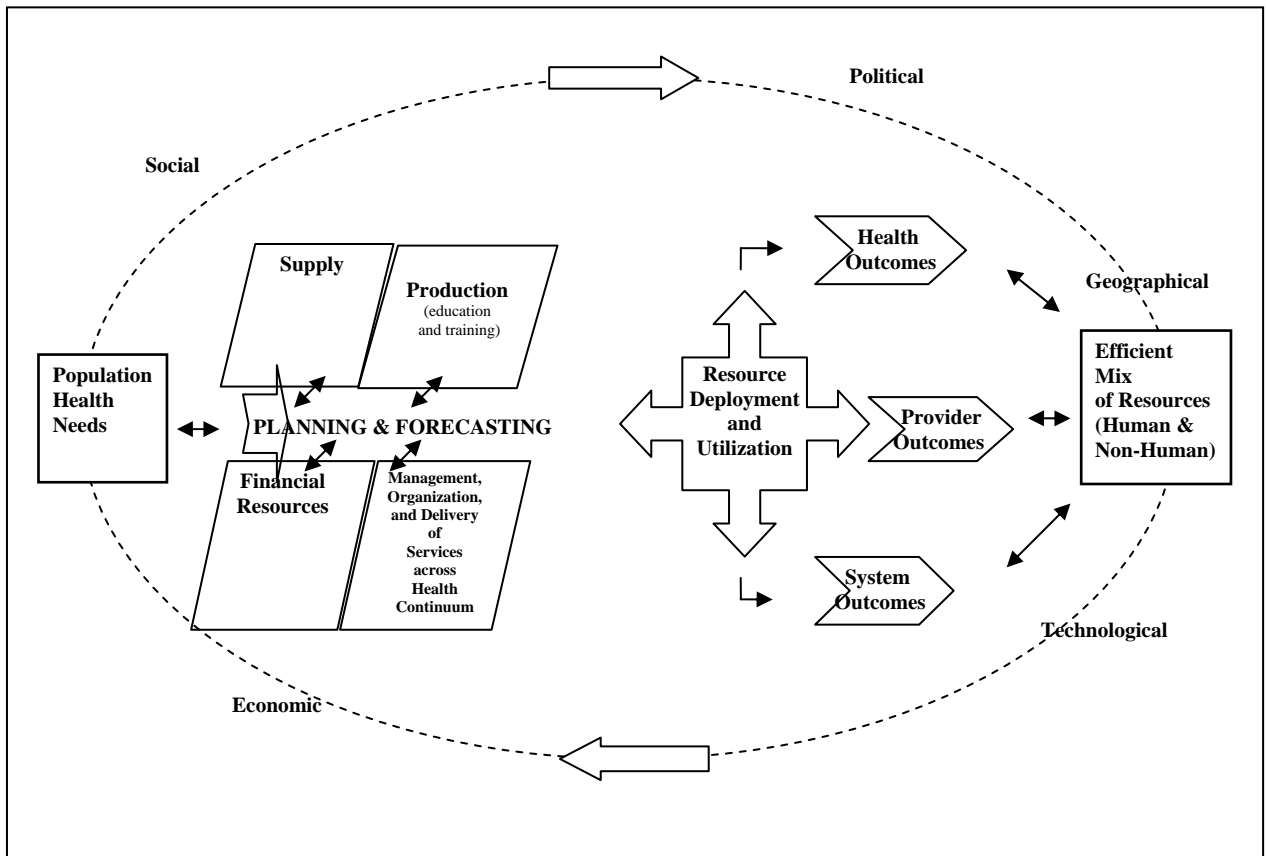 Political
Social
Supply
Production
(education
and training)
Health
Outcomes
Geographical
Population
Health
Needs
PLANNING & FORECASTING
Resource
Deployment
and
Utilization
Provider
Outcomes
Efficient
Mix
of Resources
(Human &
Non-Human)
Financial
Resources
Management,
Organization,
and Delivery
of
Services
across
Health
Continuum
System
Outcomes
Technological
Economic